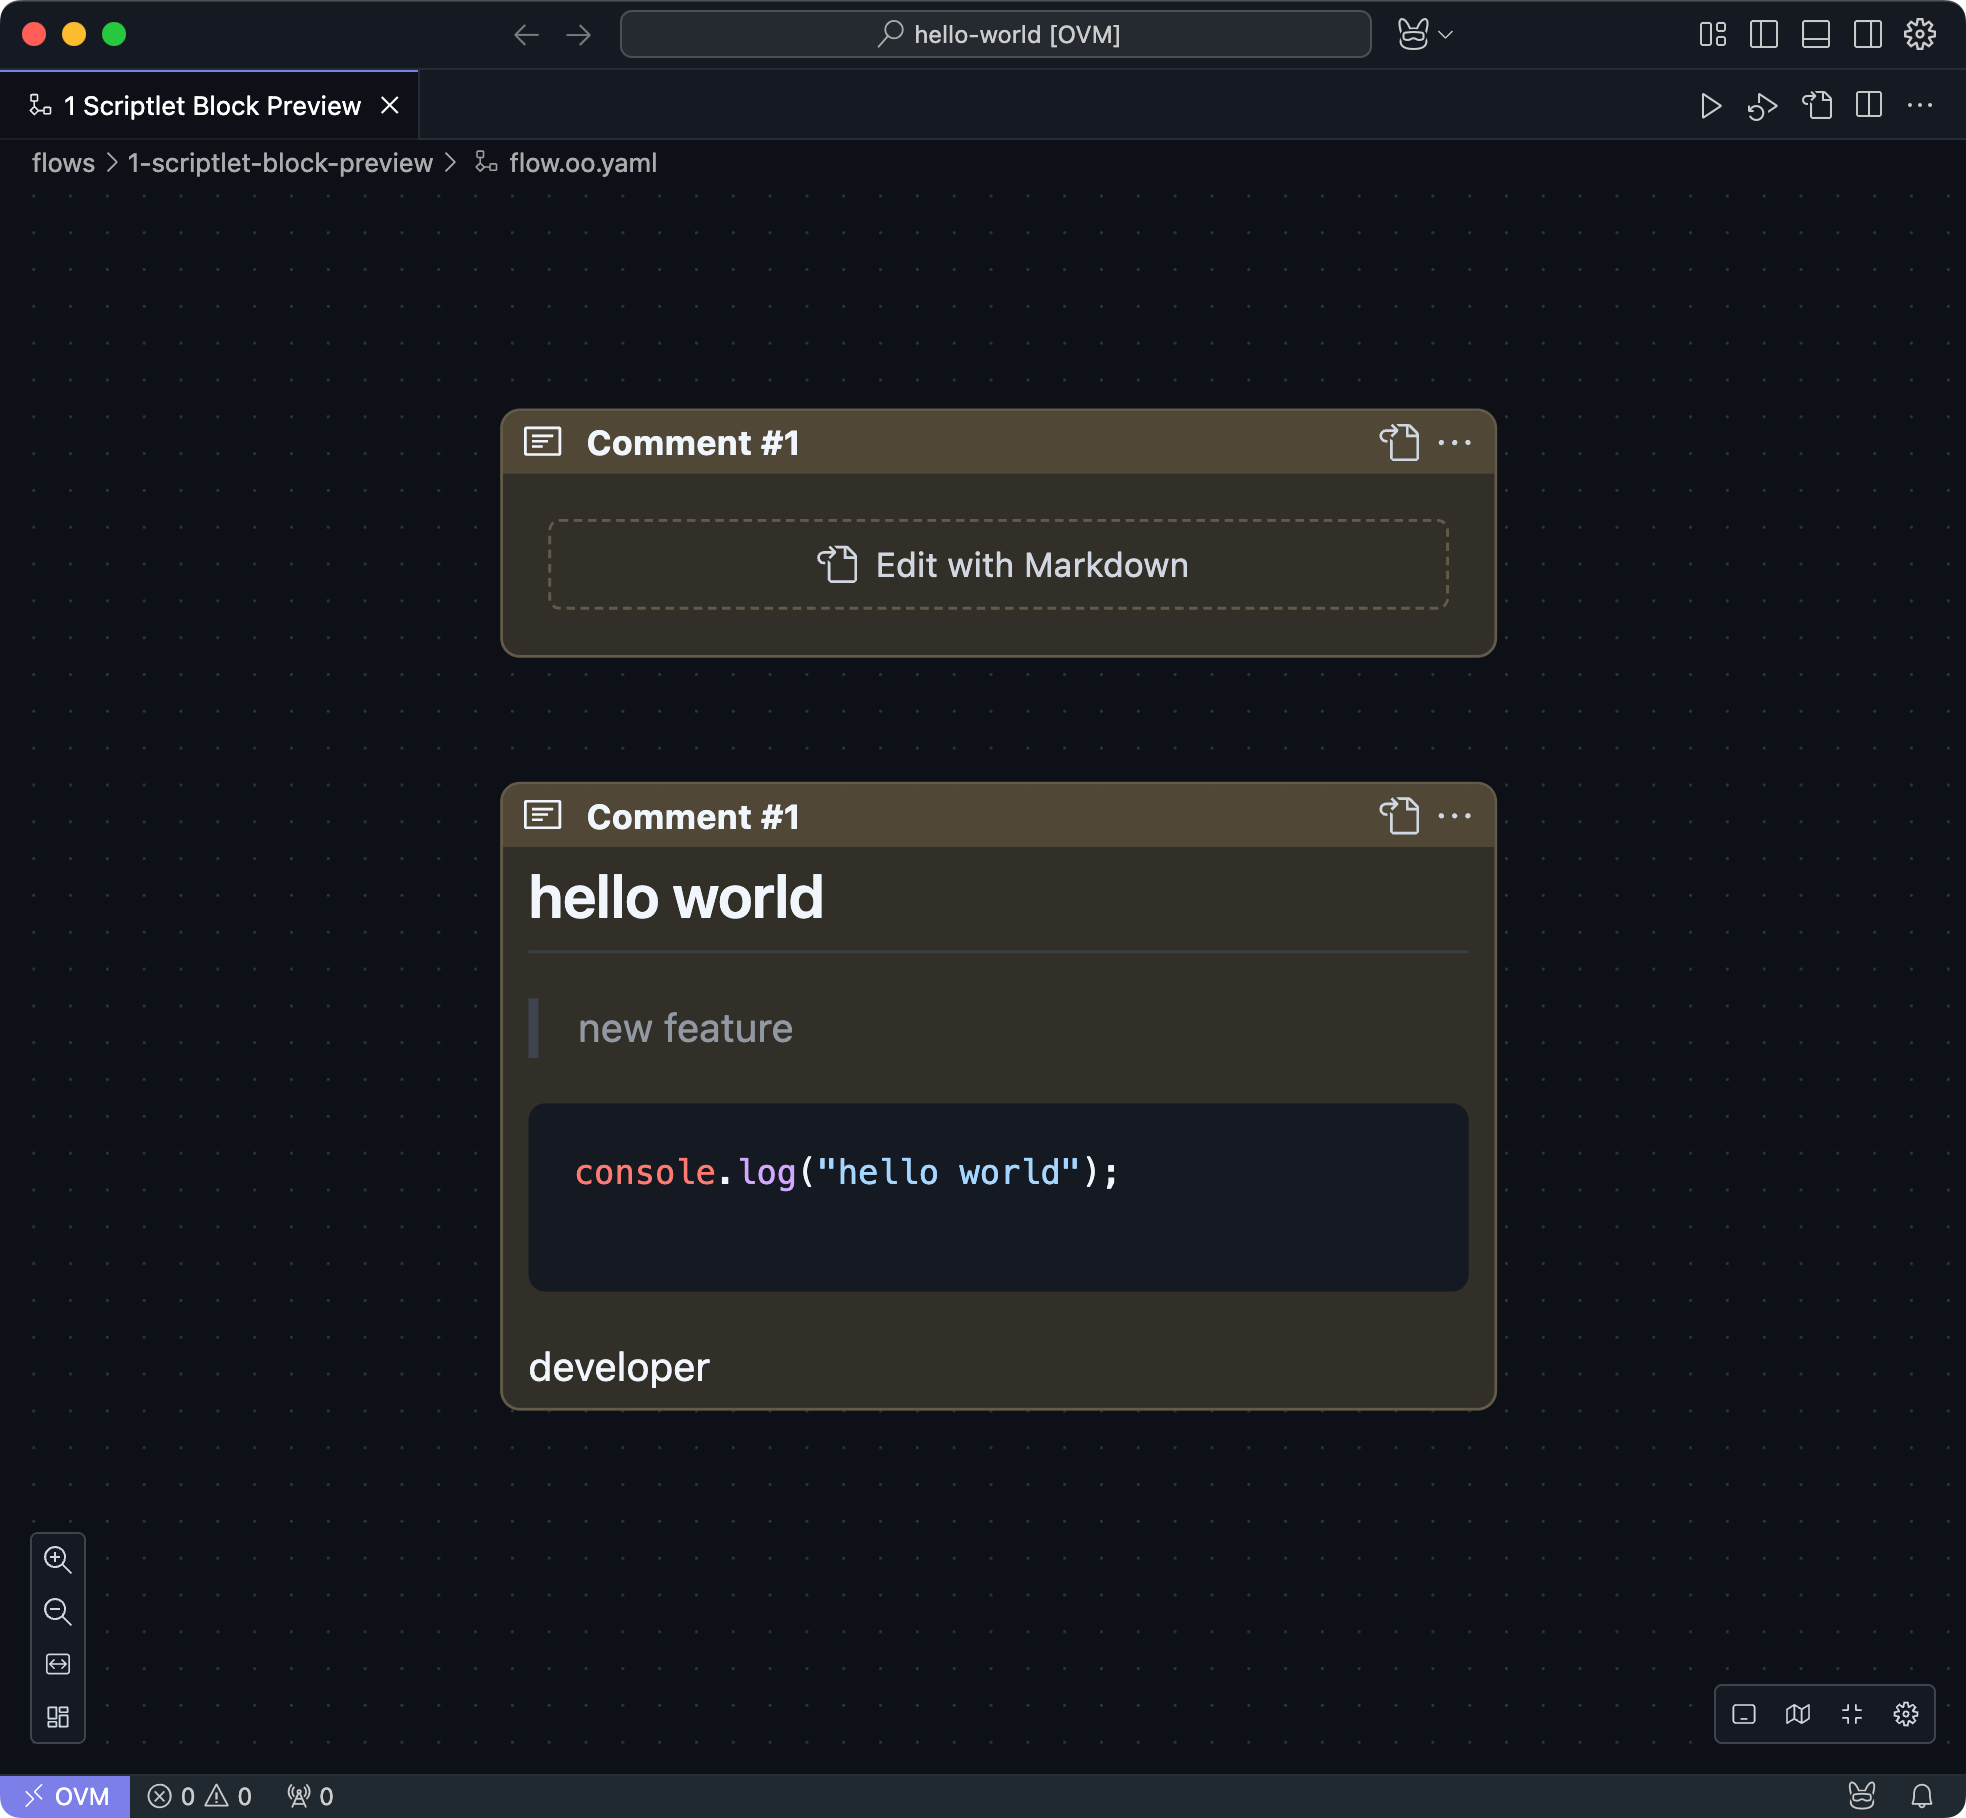 hello-world [OVM]
1 Scriptlet Block Preview
flows > 1-scriptlet-block-preview > flow.oo.yaml
Comment #1
Edit with Markdown
Comment #1
hello world
new feature
console.log("hello world");
developer
OVM 0 0 0